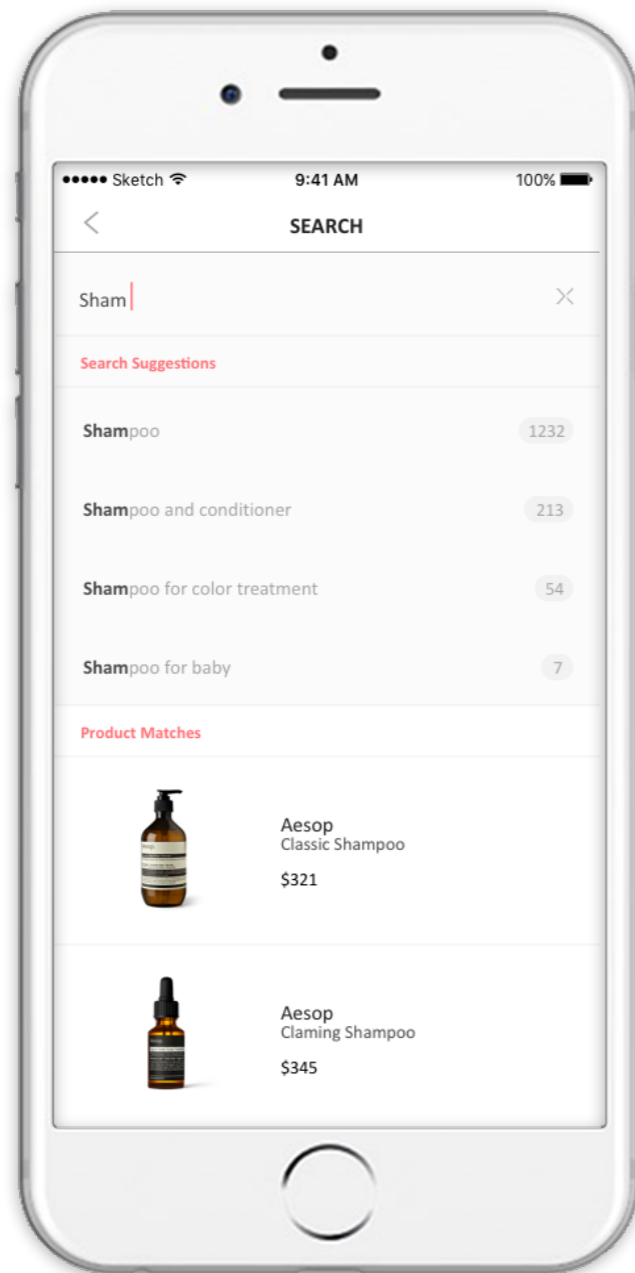 Sketch 9:41 AM 100%
SEARCH
Sham
Search Suggestions
Shampoo 1232
Shampoo and conditioner 213
Shampoo for color treatment 54
Shampoo for baby 7
Product Matches
Aesop
Classic Shampoo
$321
Aesop
Claming Shampoo
$345